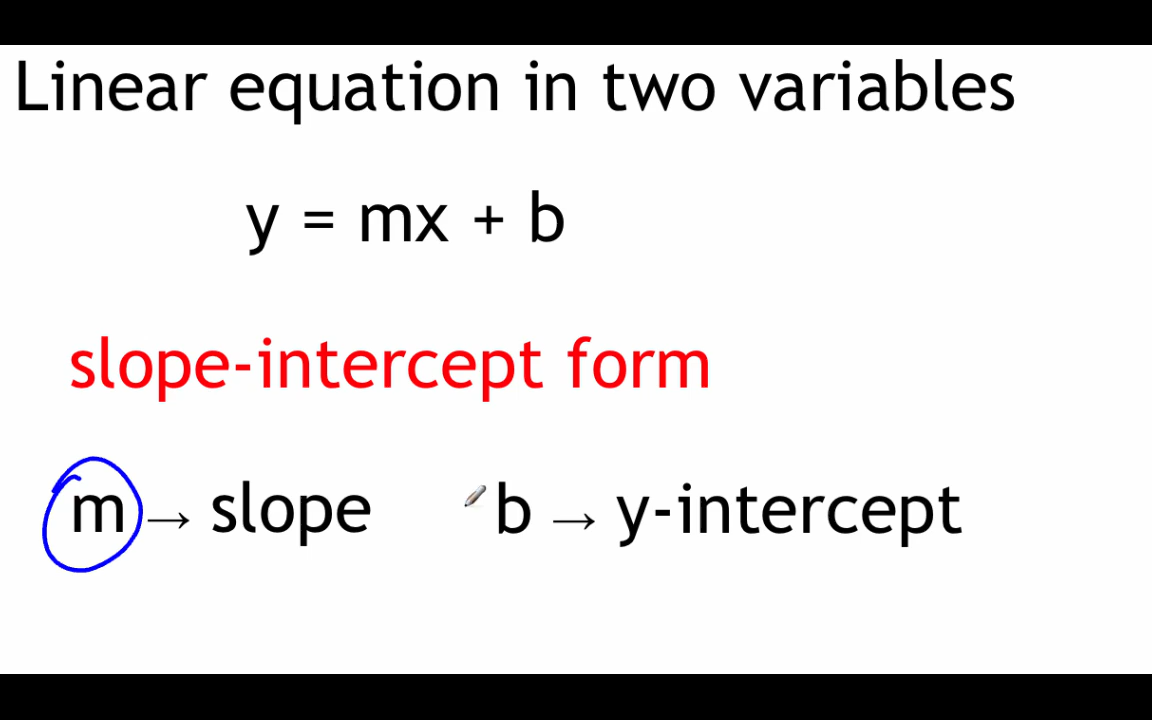 Linear equation in two variables
y = mx + b
slope-intercept form
m → slope b → y-intercept